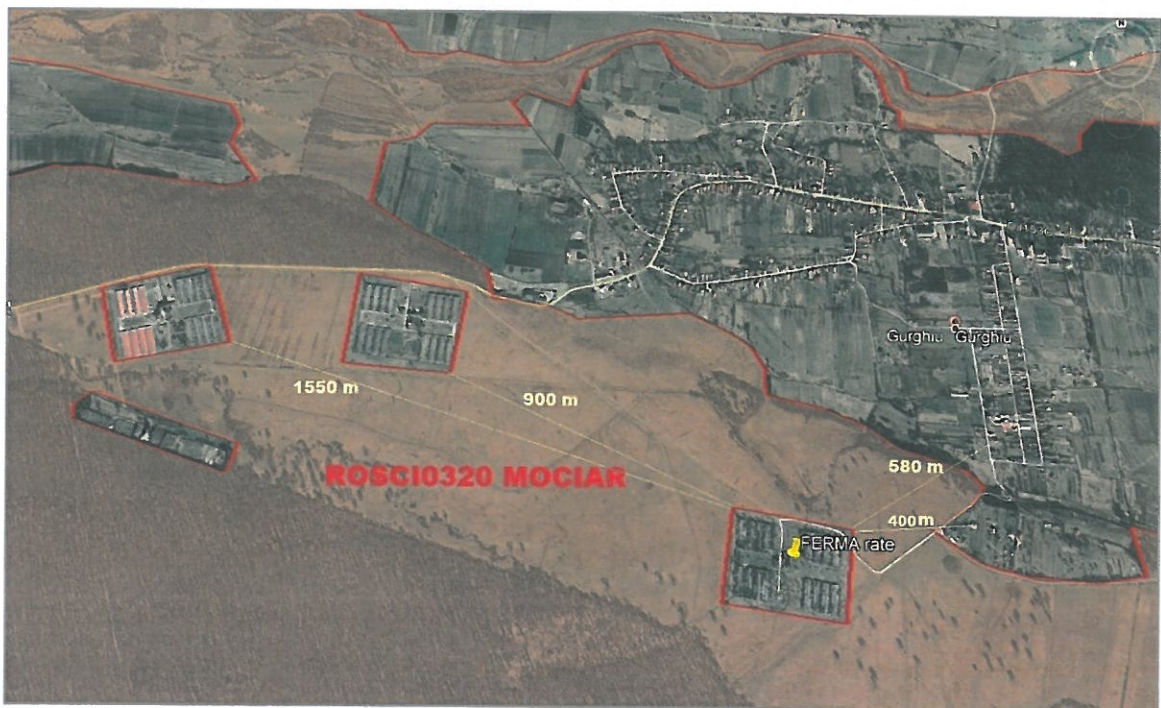 N
Gurghiu Gurghiu
1550 m
900 m
580 m
ROSCI0320 MOCIAR
400m
FERMA rate